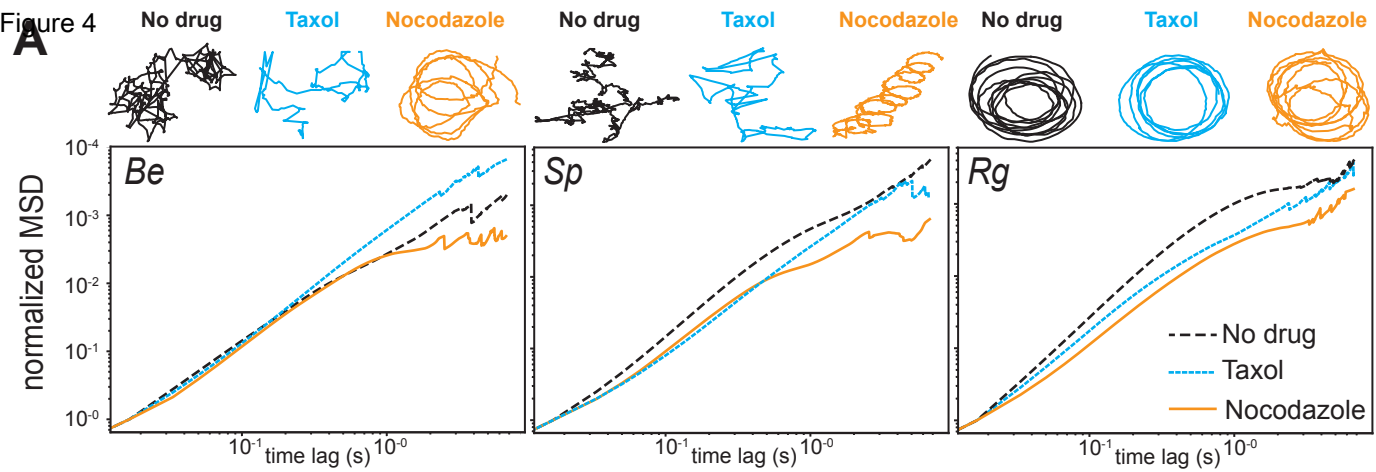 Figure 4
A
No drug Taxol Nocodazole No drug Taxol Nocodazole No drug Taxol Nocodazole
Be Sp Rg
normalized MSD
10-4
10-3
10-2
10-1
10-0
No drug
Taxol
Nocodazole
10-1 10-0 10-1 10-0 10-1 10-0
time lag (s) time lag (s) time lag (s)